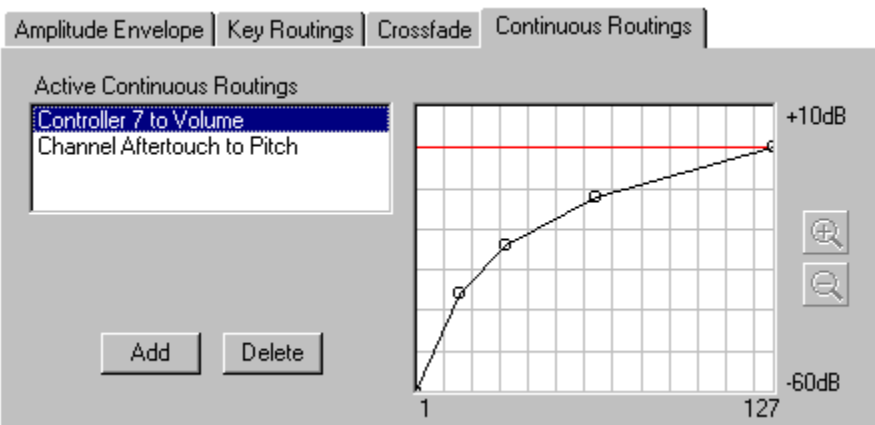 Amplitude Envelope Key Routings Crossfade Continuous Routings
Active Continuous Routings
Controller 7 to Volume
Channel Aftertouch to Pitch
+10dB
Add Delete
-60dB
1 127